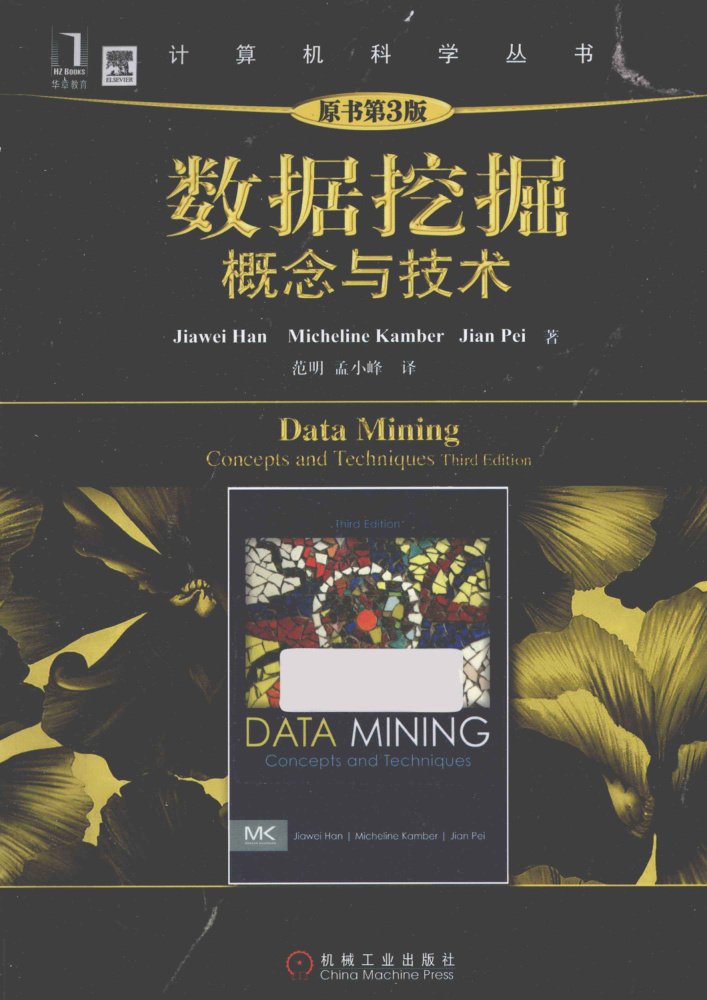 计算机科学丛书
HZ BOOKS
华章教育
ELSEVIER
原书第3版
数据挖掘
概念与技术
Jiawei Han Micheline Kamber Jian Pei 著
范明 孟小峰 译
Data Mining
Concepts and Techniques Third Edition
Third Edition
DATA MINING
Concepts and Techniques
MK
Jiawei Han | Micheline Kamber | Jian Pei
机械工业出版社
China Machine Press